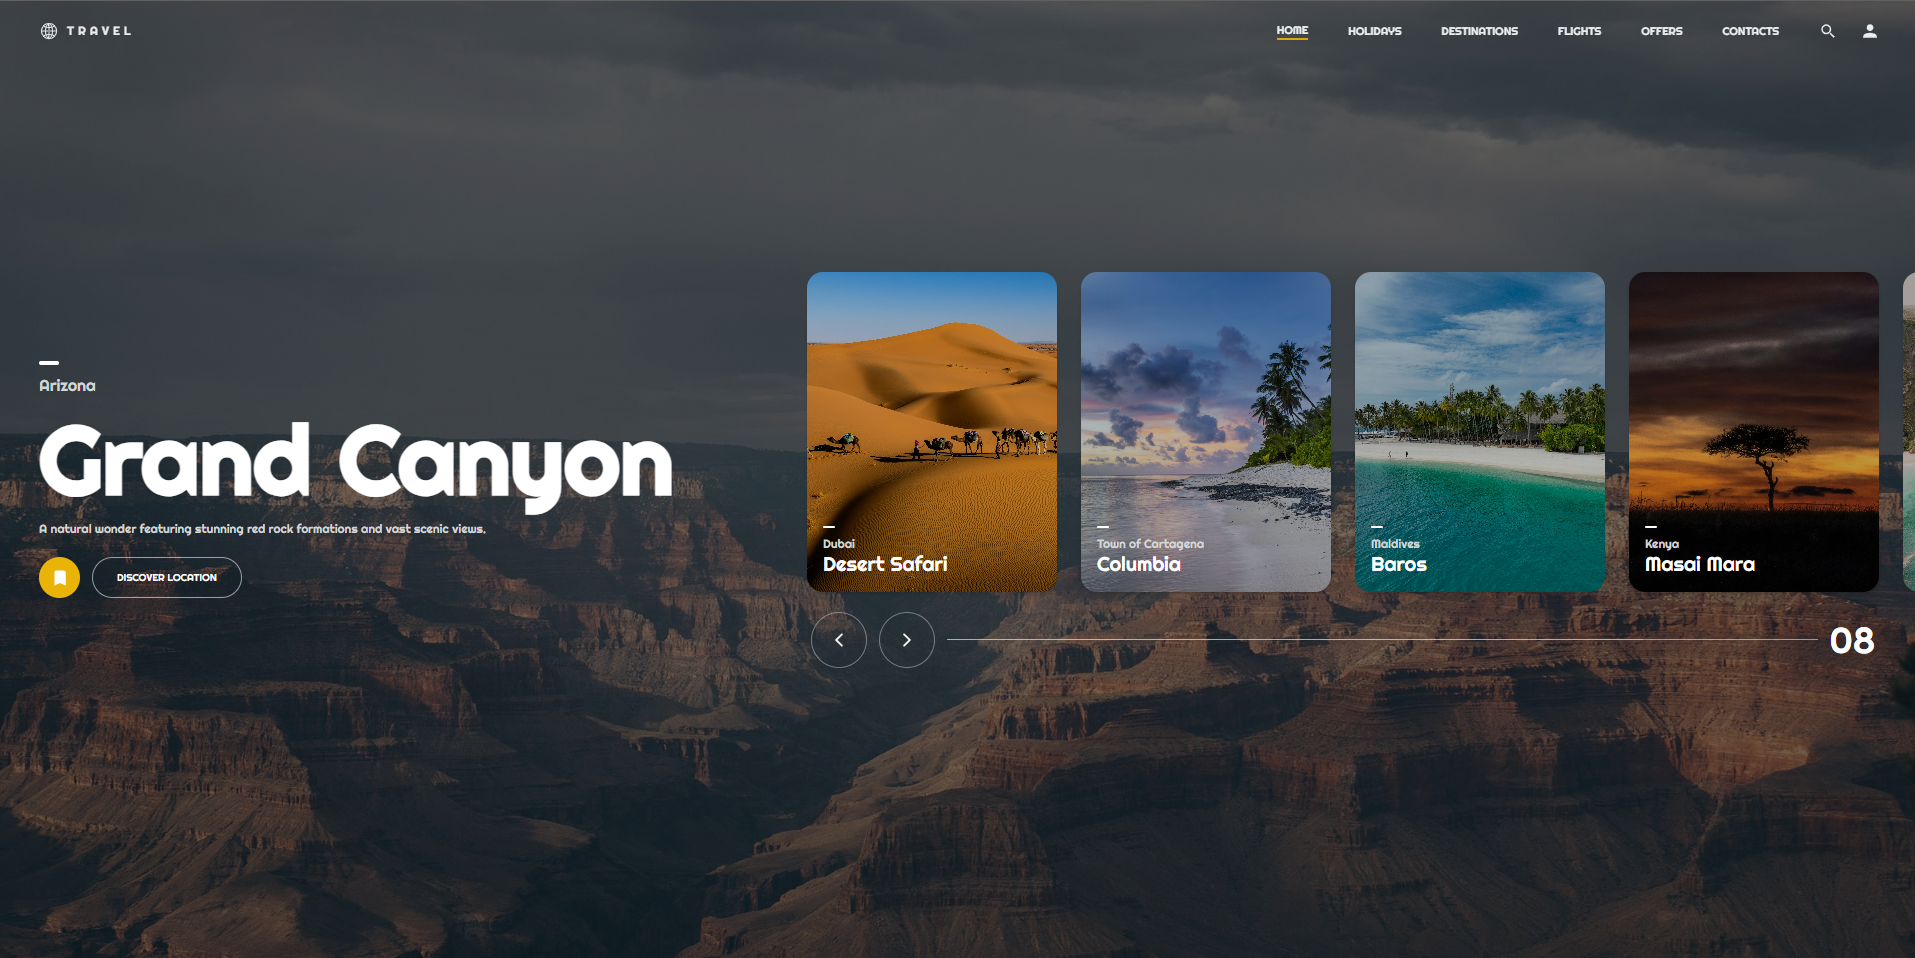 TRAVEL
HOME HOLIDAYS DESTINATIONS FLIGHTS OFFERS CONTACTS
Arizona
Grand Canyon
A natural wonder featuring stunning red rock formations and vast scenic views.
DISCOVER LOCATION
Dubai
Desert Safari
Town of Cartagena
Columbia
Maldives
Baros
Kenya
Masai Mara
08